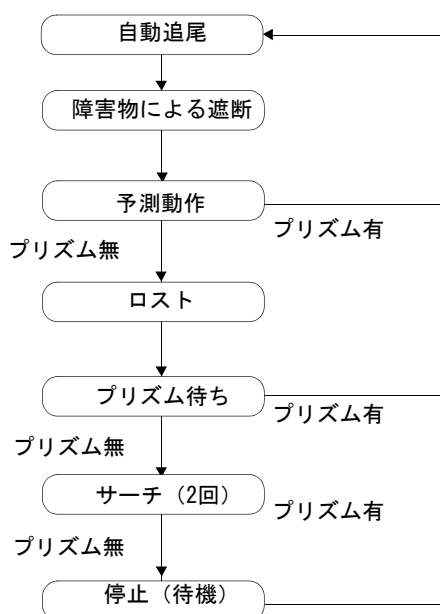 自動追尾
障害物による遮断
予測動作
プリズム有
プリズム無
ロスト
プリズム待ち
プリズム有
プリズム無
サーチ（2回）
プリズム有
プリズム無
停止（待機）